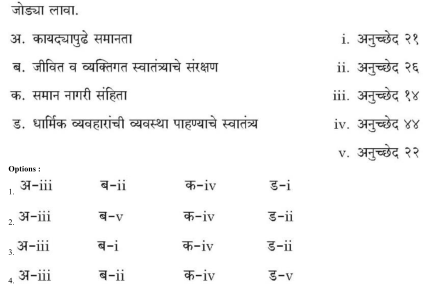 जोड्या लावा.
अ. कायद्यापुढे समानता i. अनुच्छेद २१
ब. जीवित व व्यक्तिगत स्वातंत्र्याचे संरक्षण ii. अनुच्छेद २६
क. समान नागरी संहिता iii. अनुच्छेद १४
ड. धार्मिक व्यवहारांची व्यवस्था पाहण्याचे स्वातंत्र्य iv. अनुच्छेद ४४
v. अनुच्छेद २२
Options :
1. अ-iii ब-ii क-iv ड-i
2. अ-iii ब-v क-iv ड-ii
3. अ-iii ब-i क-iv ड-ii
4. अ-iii ब-ii क-iv ड-v